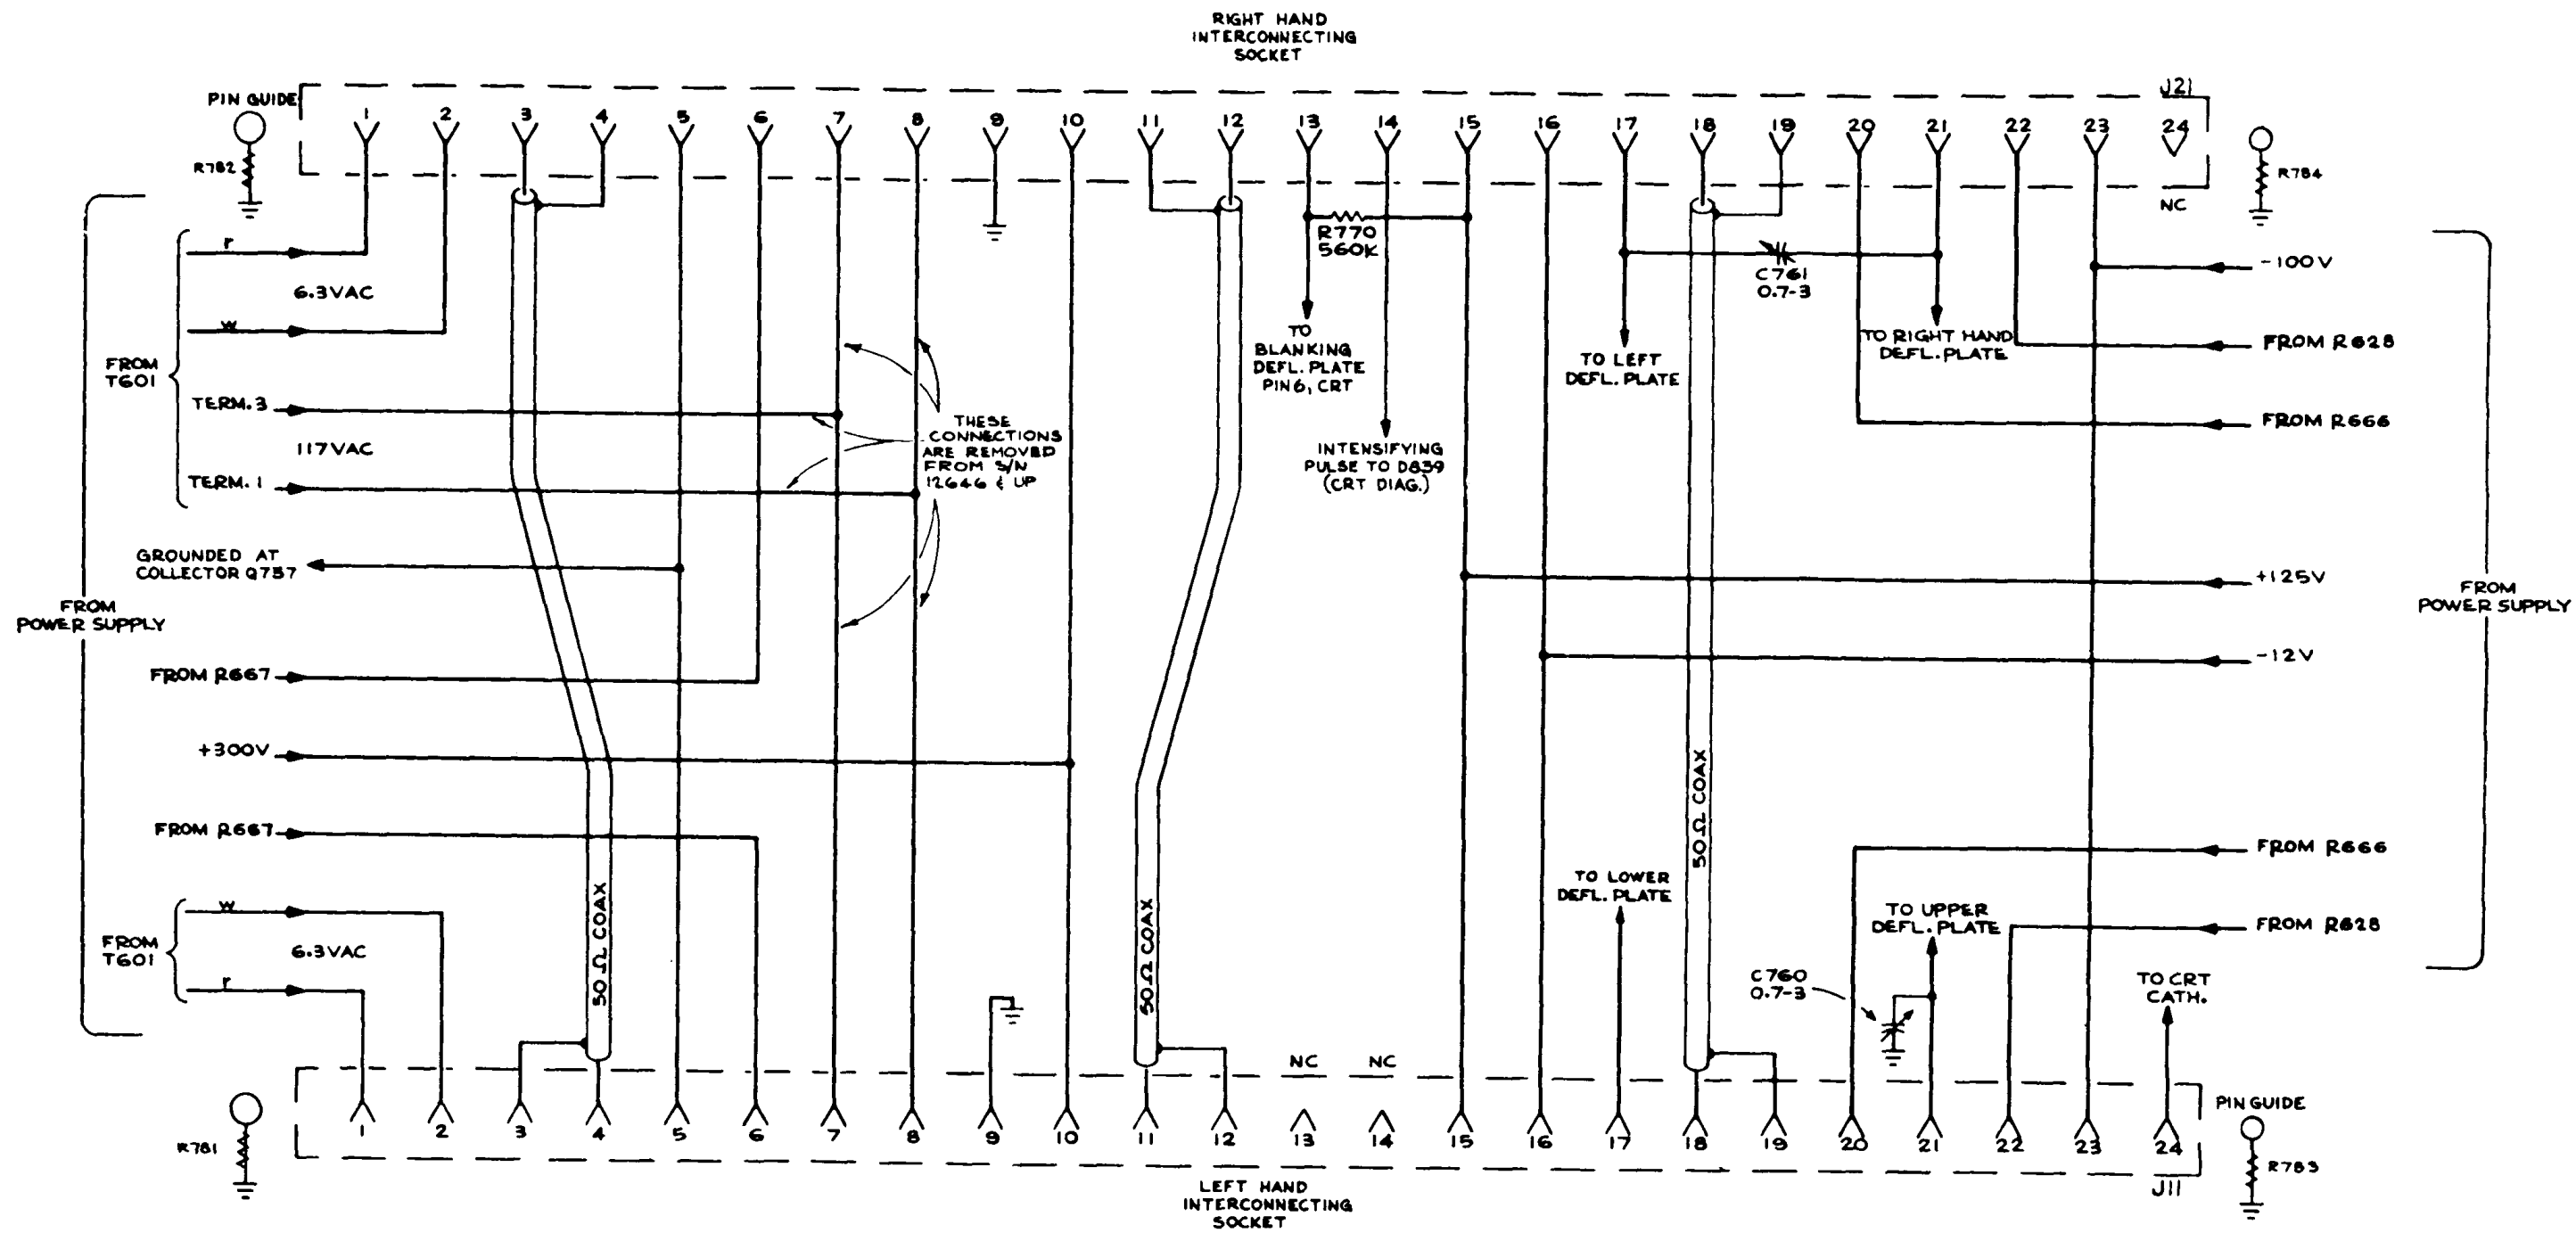 RIGHT HAND
INTERCONNECTING
SOCKET
J21
PIN GUIDE
1 2 3 4 5 6 7 8 9 10 11 12 13 14 15 16 17 18 19 20 21 22 23 24
R782
R784
NC
r
6.3VAC
w
FROM
T601
TERM. 3
117VAC
TERM. 1
GROUNDED AT
COLLECTOR Q757
FROM
POWER SUPPLY
FROM R667
+300V
FROM R667
w
FROM
T601
6.3VAC
r
THESE
CONNECTIONS
ARE REMOVED
FROM S/N
12646 & UP
R770
560K
TO
BLANKING
DEFL. PLATE
PIN 6, CRT
INTENSIFYING
PULSE TO D839
(CRT DIAG.)
TO LEFT
DEFL. PLATE
C761
0.7-3
TO RIGHT HAND
DEFL. PLATE
-100V
FROM R628
FROM R666
+125V
-12V
FROM
POWER SUPPLY
FROM R666
FROM R628
50Ω COAX
50Ω COAX
50Ω COAX
TO LOWER
DEFL. PLATE
TO UPPER
DEFL. PLATE
C760
0.7-3
TO CRT
CATH.
NC
NC
1 2 3 4 5 6 7 8 9 10 11 12 13 14 15 16 17 18 19 20 21 22 23 24
PIN GUIDE
R781
R783
J11
LEFT HAND
INTERCONNECTING
SOCKET